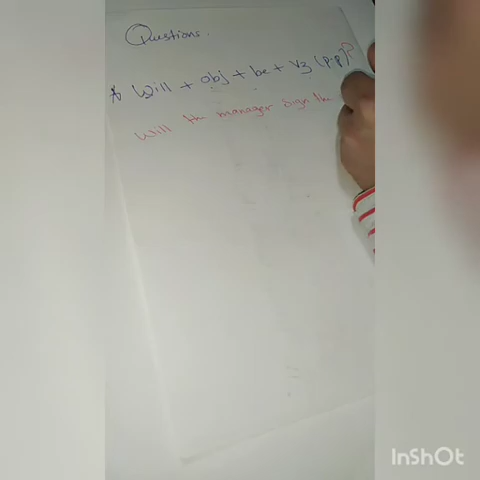 Questions.
* Will + obj + be + V3 (p.p)?
Will the manager sign the
InShOt